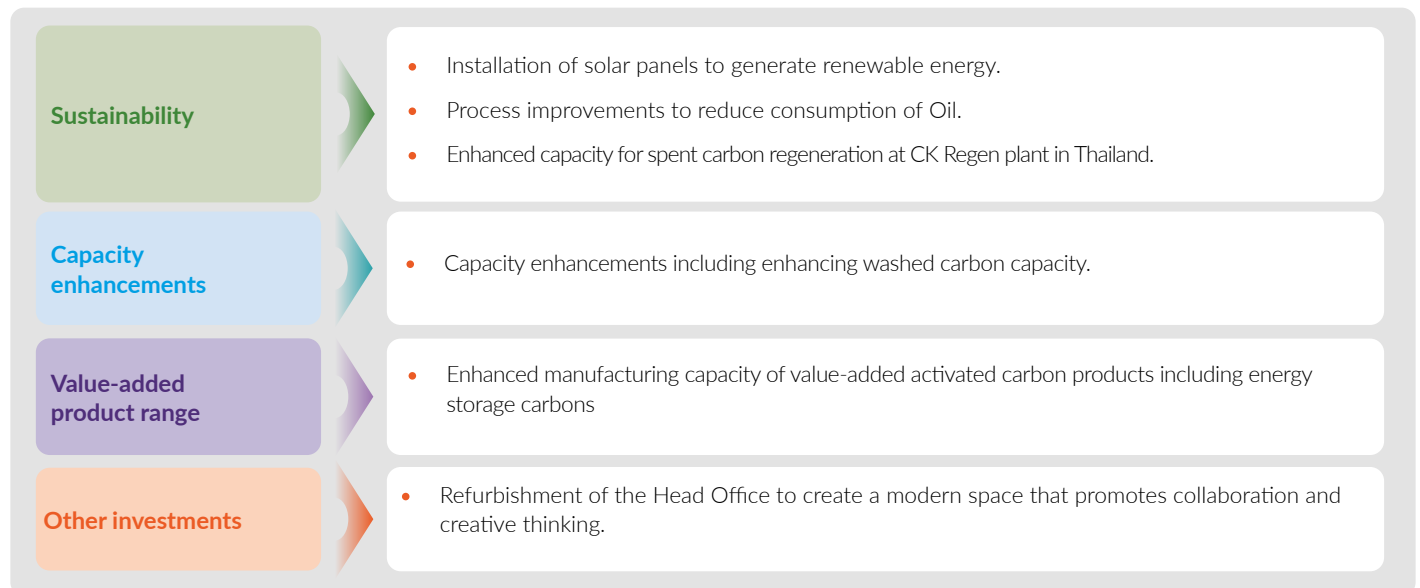 Sustainability
• Installation of solar panels to generate renewable energy.
• Process improvements to reduce consumption of Oil.
• Enhanced capacity for spent carbon regeneration at CK Regen plant in Thailand.
Capacity
enhancements
• Capacity enhancements including enhancing washed carbon capacity.
Value-added
product range
• Enhanced manufacturing capacity of value-added activated carbon products including energy
storage carbons
Other investments
• Refurbishment of the Head Office to create a modern space that promotes collaboration and
creative thinking.